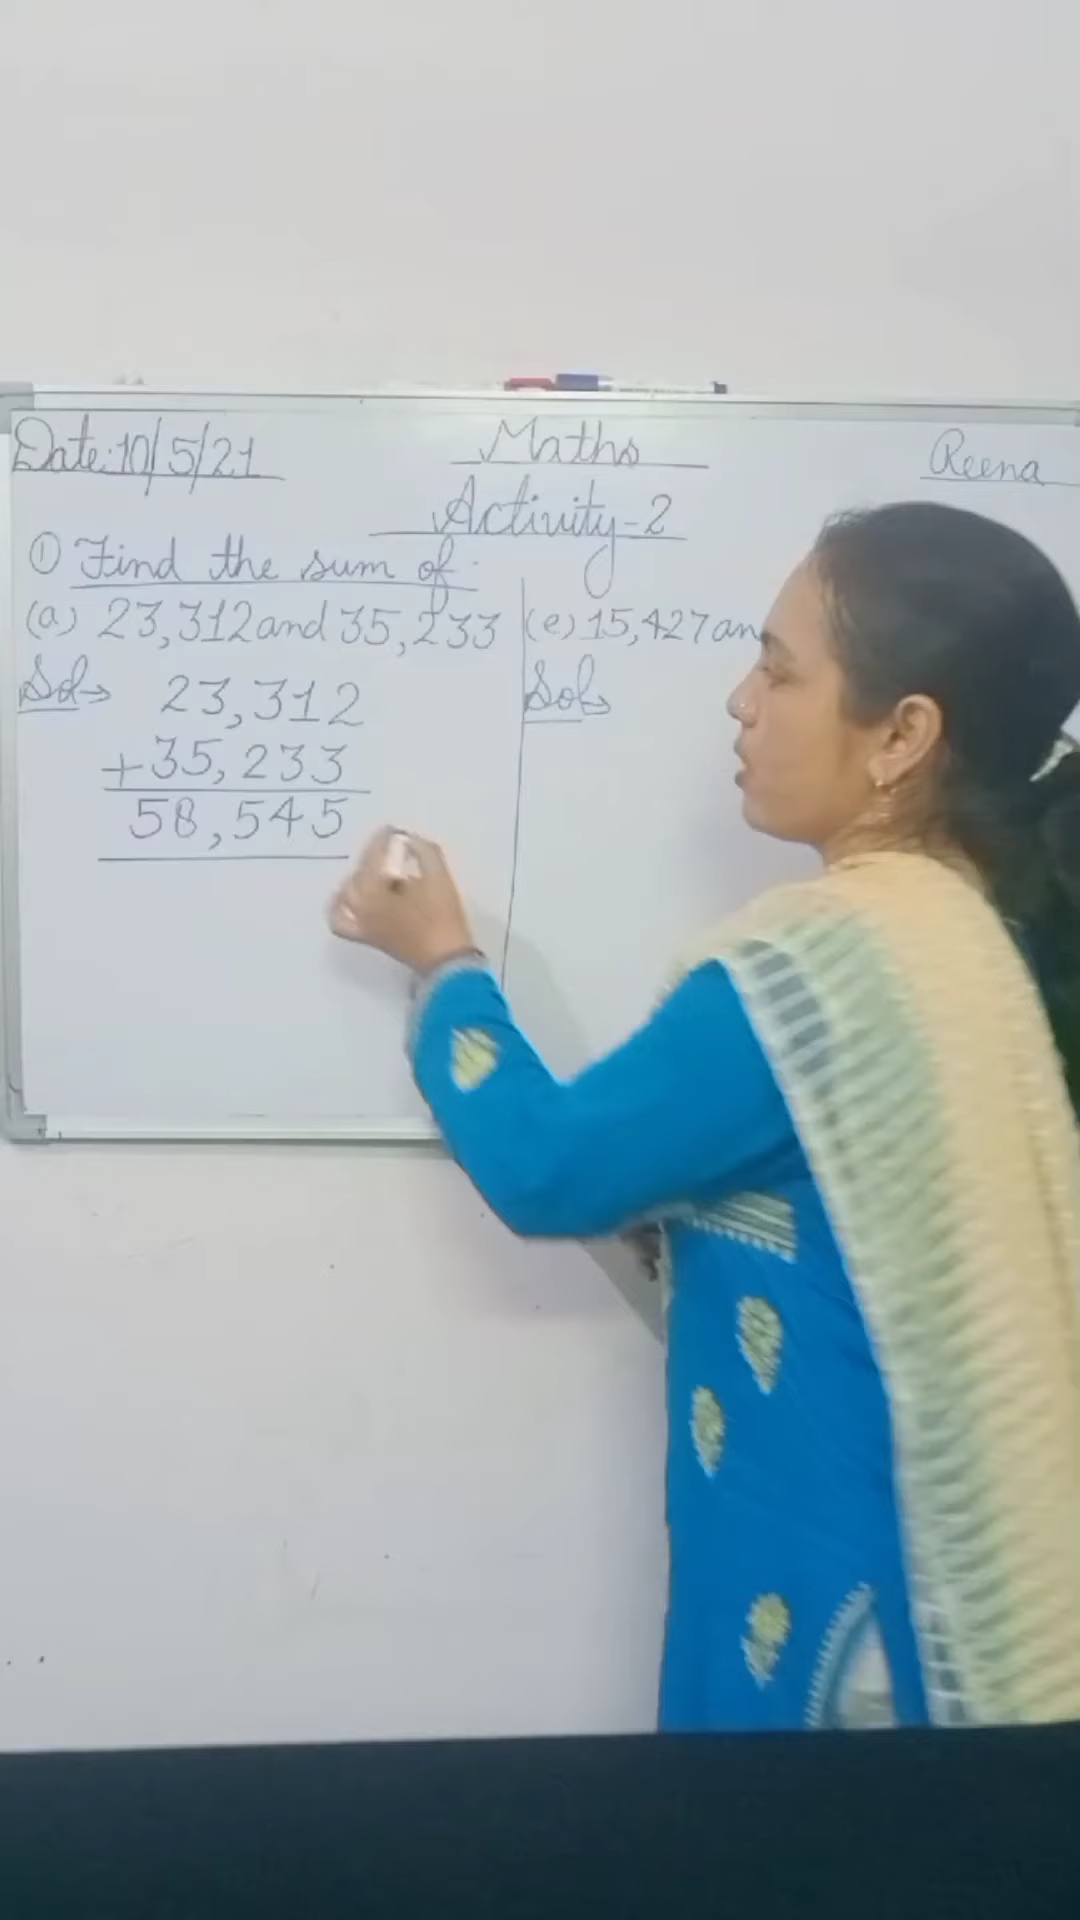 Date: 10/5/21
Maths
Reena
Activity-2
① Find the sum of
(a) 23,312 and 35,233
Sol→
23,312
+35,233
58,545
(e) 15,427
Sol→